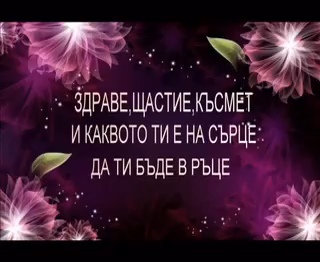 ЗДРАВЕ,ЩАСТИЕ,КЪСМЕТ
И КАКВОТО ТИ Е НА СЪРЦЕ
ДА ТИ БЪДЕ В РЪЦЕ